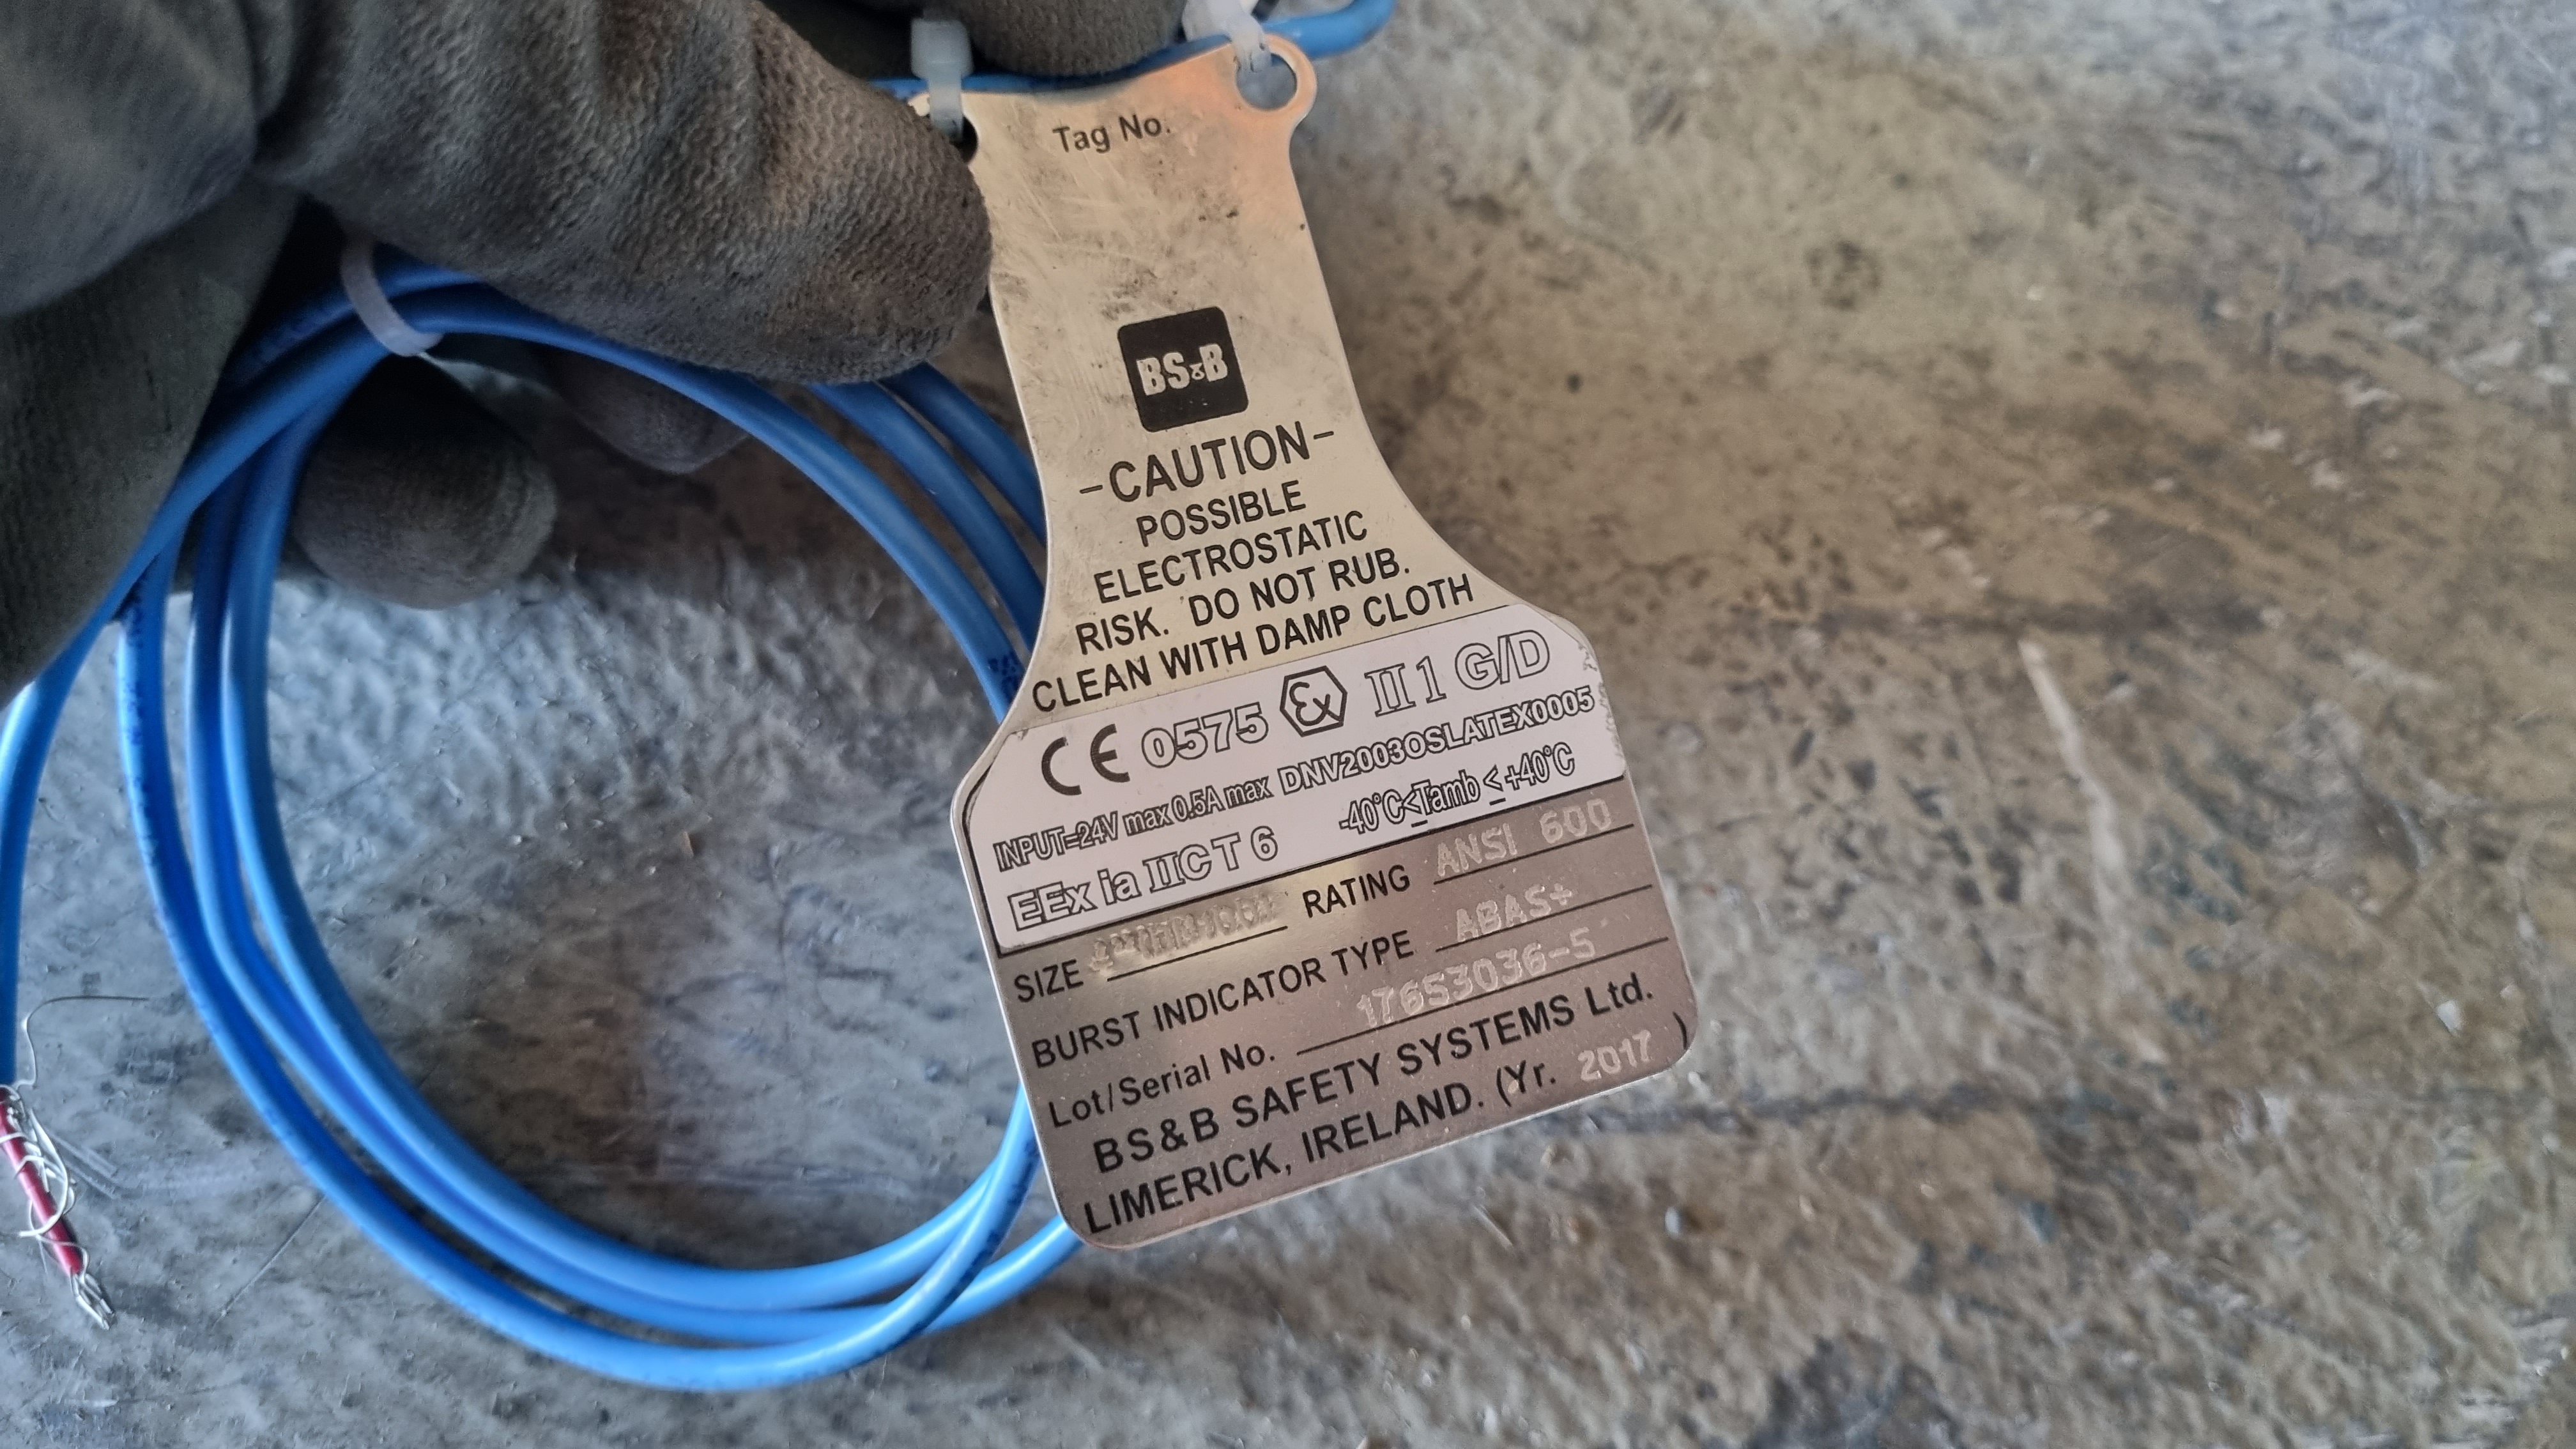 Tag No.
BS&B
-CAUTION-
POSSIBLE
ELECTROSTATIC
RISK. DO NOT RUB.
CLEAN WITH DAMP CLOTH
CE 0575 Ex II 1 G/D
INPUT=24V max 0.5A max DNV2003OSLATEX0005
EEx ia IIC T 6 -40°C≤Tamb ≤ +40°C
SIZE RATING ANSI 600
BURST INDICATOR TYPE ABAS+
Lot/Serial No. 17653036-5
BS&B SAFETY SYSTEMS Ltd.
LIMERICK, IRELAND. (Yr. 2017 )